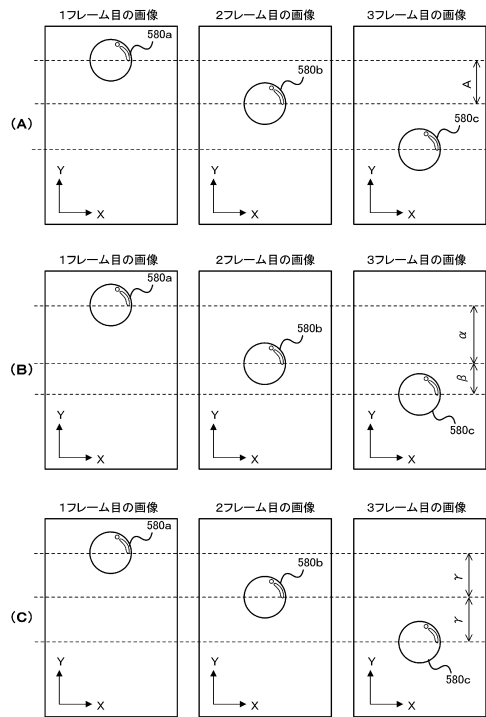 1フレーム目の画像 2フレーム目の画像 3フレーム目の画像
580a
580b
A
580c
(A)
Y Y Y
X X X
1フレーム目の画像 2フレーム目の画像 3フレーム目の画像
580a
α
580b
(B)
β
580c
Y Y Y
X X X
1フレーム目の画像 2フレーム目の画像 3フレーム目の画像
580a
580b
γ
(C)
γ
580c
Y Y Y
X X X